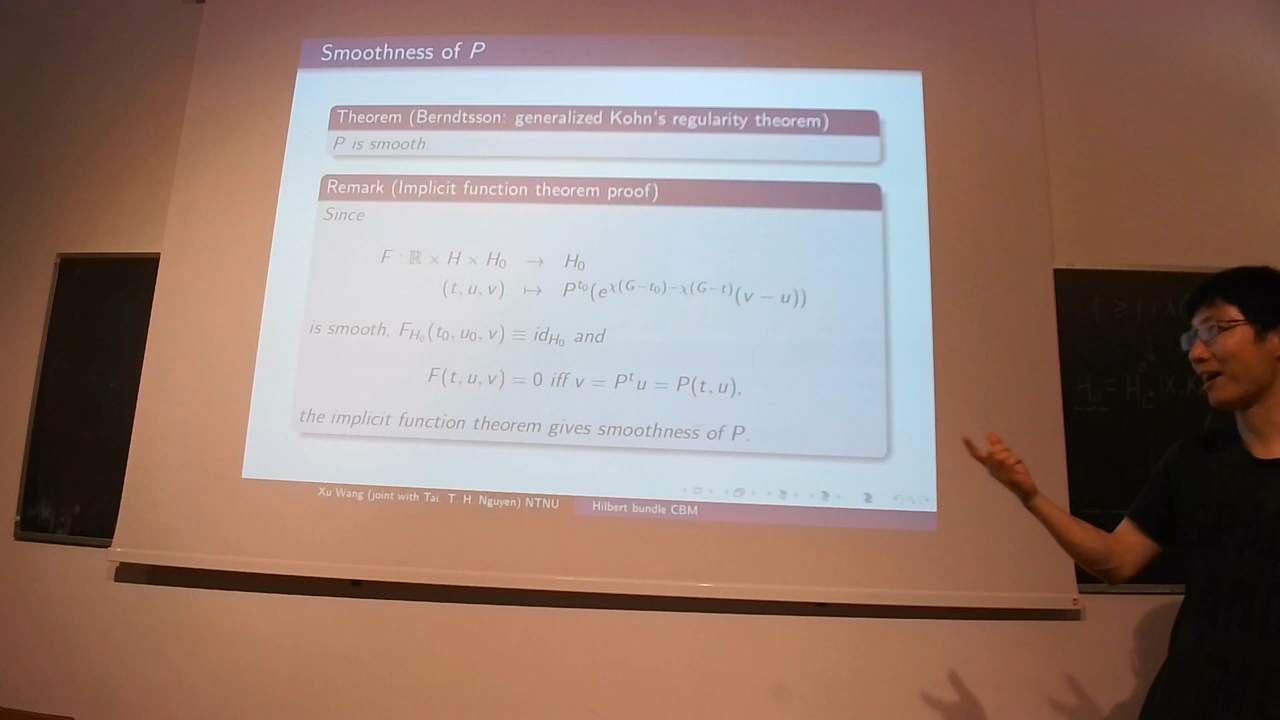 Smoothness of P
Theorem (Berndtsson: generalized Kohn's regularity theorem)
P is smooth.
Remark (Implicit function theorem proof)
Since
F : ℝ × H × H₀ → H₀
(t, u, v) ↦ P^{t₀}(e^{χ(G−t₀)−χ(G−t)}(v − u))
is smooth, F_{H₀}(t₀, u₀, v) ≡ id_{H₀} and
F(t, u, v) = 0 iff v = P^t u = P(t, u),
the implicit function theorem gives smoothness of P.
Xu Wang (joint with Tai. T. H. Nguyen) NTNU
Hilbert bundle CBM